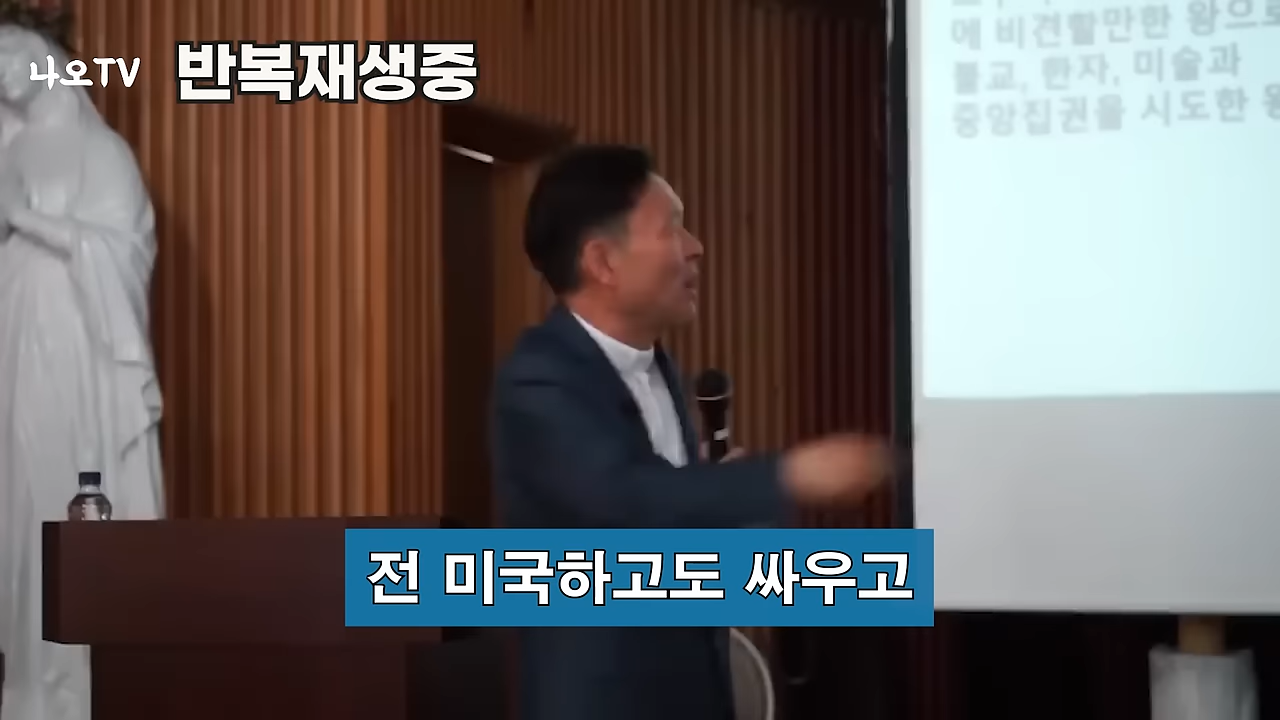 나오TV 반복재생중
에 비견할만한 왕으로
불교, 한자, 미술과
중앙집권을 시도한 왕
전 미국하고도 싸우고